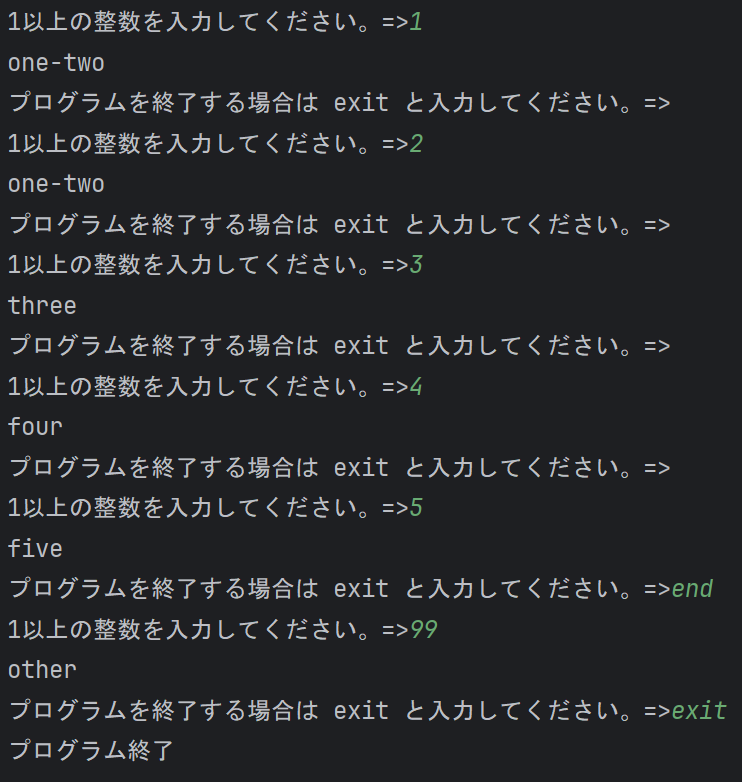 1以上の整数を入力してください。=>1
one-two
プログラムを終了する場合は exit と入力してください。=>
1以上の整数を入力してください。=>2
one-two
プログラムを終了する場合は exit と入力してください。=>
1以上の整数を入力してください。=>3
three
プログラムを終了する場合は exit と入力してください。=>
1以上の整数を入力してください。=>4
four
プログラムを終了する場合は exit と入力してください。=>
1以上の整数を入力してください。=>5
five
プログラムを終了する場合は exit と入力してください。=>end
1以上の整数を入力してください。=>99
other
プログラムを終了する場合は exit と入力してください。=>exit
プログラム終了